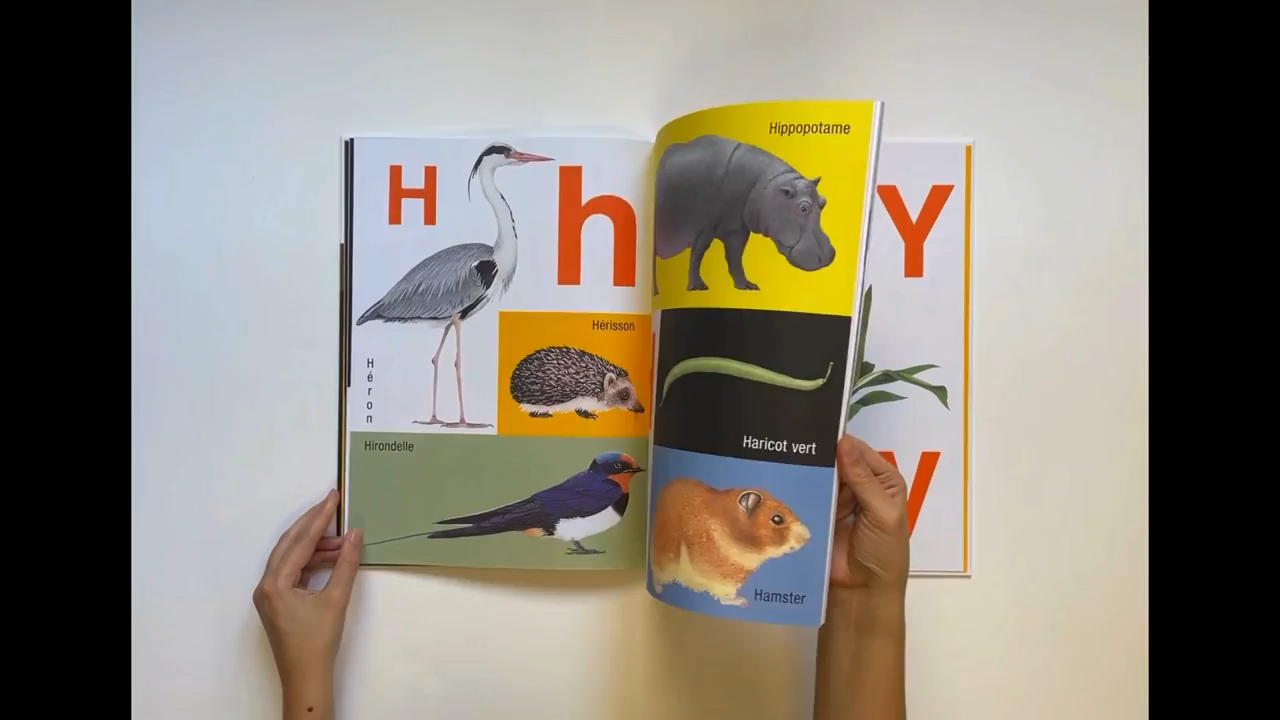 H h
Héron
Hérisson
Hirondelle
Hippopotame
Haricot vert
Hamster
Y
y